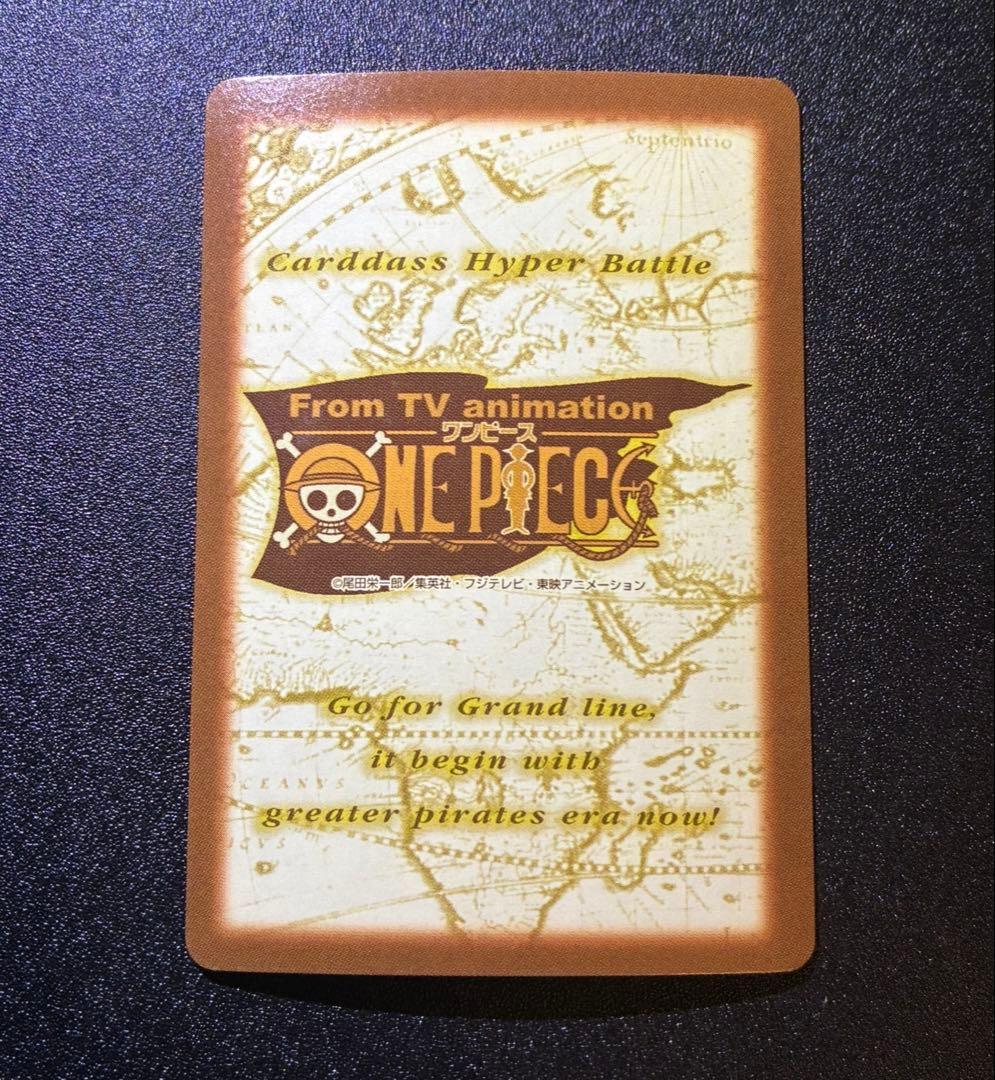 Septentrio
Carddass Hyper Battle
From TV animation
ワンピース
ONE PIECE
©尾田栄一郎／集英社・フジテレビ・東映アニメーション
Go for Grand line,
it begin with
OCEANVS
greater pirates era now!